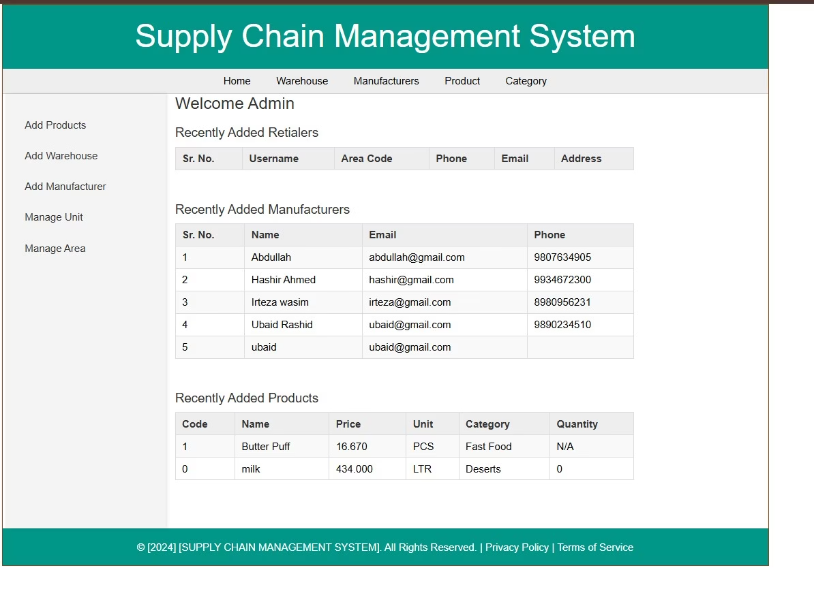 Supply Chain Management System
Home Warehouse Manufacturers Product Category
Add Products
Add Warehouse
Add Manufacturer
Manage Unit
Manage Area
Welcome Admin
Recently Added Retialers
Sr. No. Username Area Code Phone Email Address
Recently Added Manufacturers
Sr. No. Name Email Phone
1 Abdullah abdullah@gmail.com 9807634905
2 Hashir Ahmed hashir@gmail.com 9934672300
3 Irteza wasim irteza@gmail.com 8980956231
4 Ubaid Rashid ubaid@gmail.com 9890234510
5 ubaid ubaid@gmail.com
Recently Added Products
Code Name Price Unit Category Quantity
1 Butter Puff 16.670 PCS Fast Food N/A
0 milk 434.000 LTR Deserts 0
© [2024] [SUPPLY CHAIN MANAGEMENT SYSTEM]. All Rights Reserved. | Privacy Policy | Terms of Service